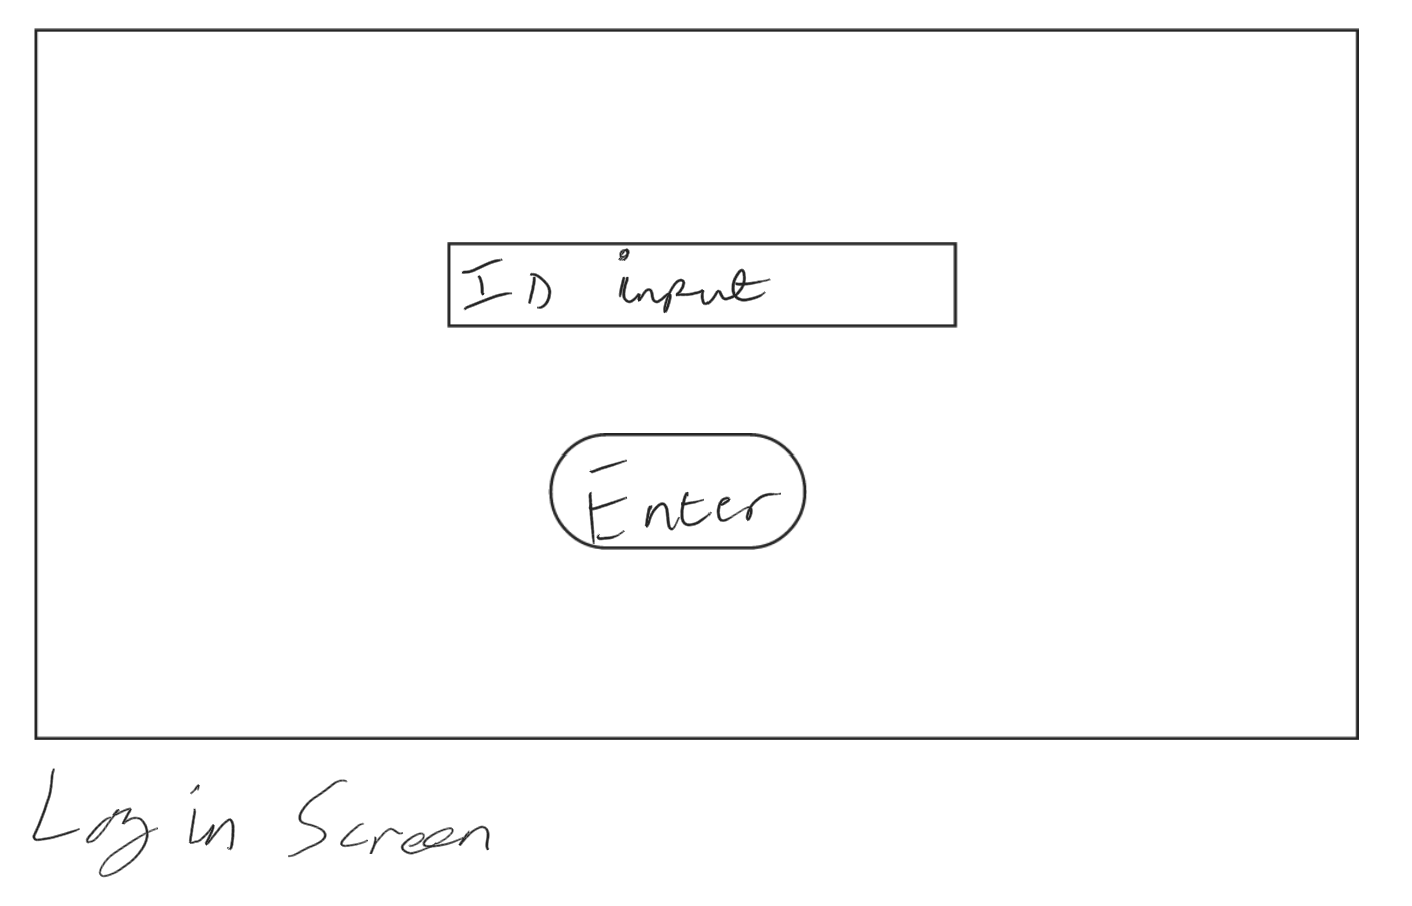 ID input
Enter
Log in Screen